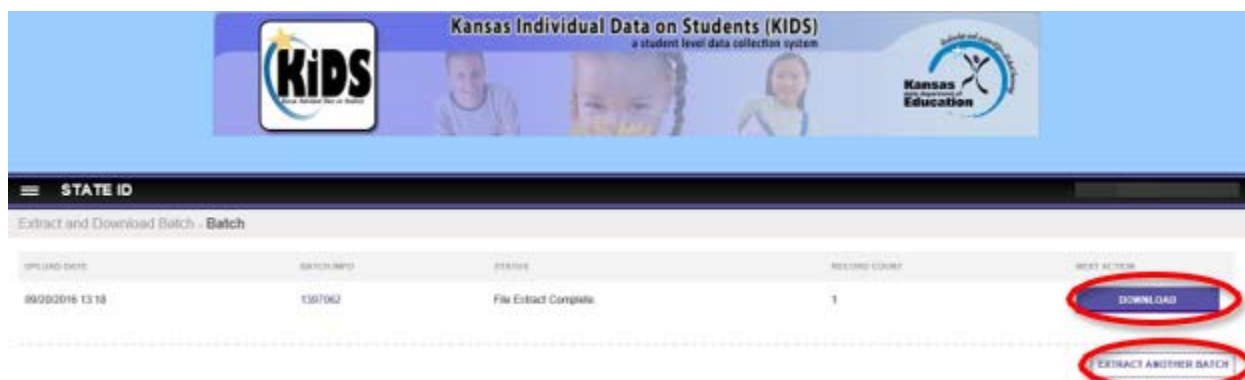 Kansas Individual Data on Students (KIDS)
a student level data collection system
KiDS
Kansas
Education
STATE ID
Extract and Download Batch - Batch
UPLOAD DATE BATCH INFO STATUS RECORD COUNT NEXT ACTION
09/20/2016 13:18 1397062 File Extract Complete 1 DOWNLOAD
EXTRACT ANOTHER BATCH